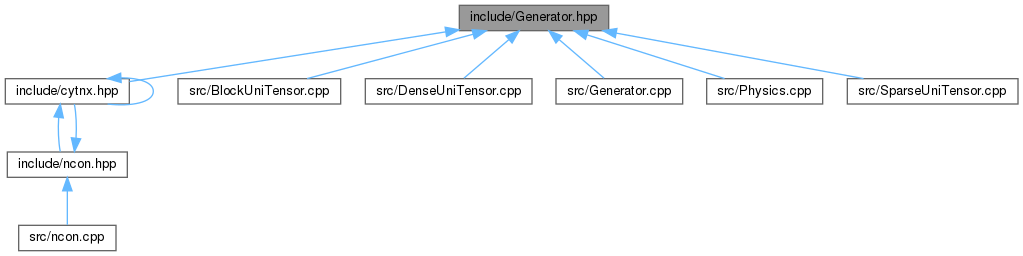 include/Generator.hpp
include/cytnx.hpp
src/BlockUniTensor.cpp
src/DenseUniTensor.cpp
src/Generator.cpp
src/Physics.cpp
src/SparseUniTensor.cpp
include/ncon.hpp
src/ncon.cpp